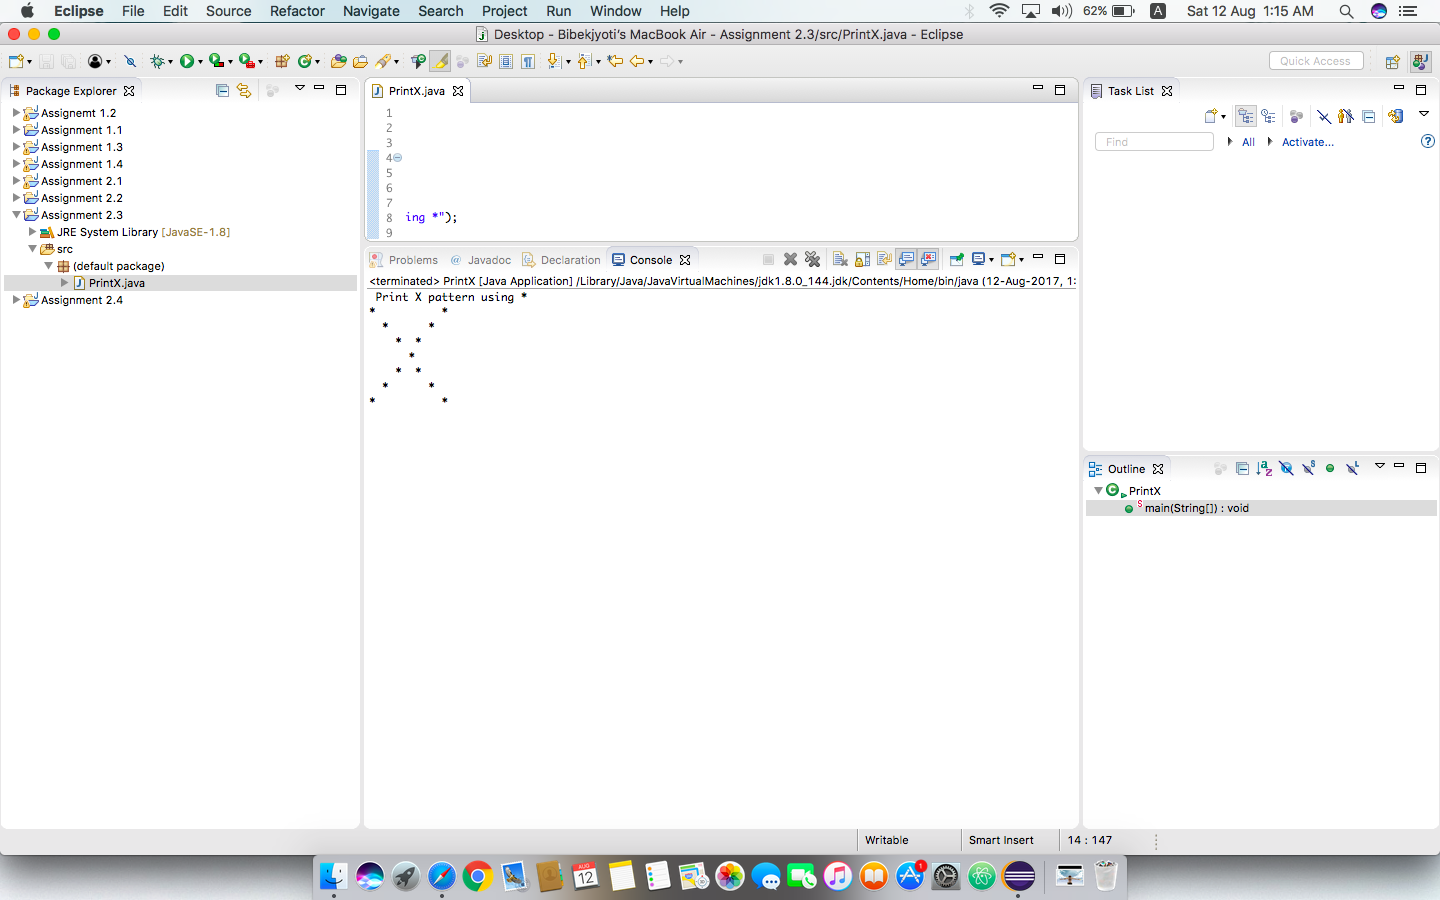 Eclipse File Edit Source Refactor Navigate Search Project Run Window Help 62% A Sat 12 Aug 1:15 AM
Desktop - Bibekjyoti's MacBook Air - Assignment 2.3/src/PrintX.java - Eclipse
Quick Access
Package Explorer
Assignemt 1.2
Assignment 1.1
Assignment 1.3
Assignment 1.4
Assignment 2.1
Assignment 2.2
Assignment 2.3
JRE System Library [JavaSE-1.8]
src
(default package)
PrintX.java
Assignment 2.4
PrintX.java
1
2
3
4
5
6
7
8 ing *");
9
Problems @ Javadoc Declaration Console
<terminated> PrintX [Java Application] /Library/Java/JavaVirtualMachines/jdk1.8.0_144.jdk/Contents/Home/bin/java (12-Aug-2017, 1:
Print X pattern using *
*          *
  *      *
    *  *
      *
    *  *
  *      *
*          *
Task List
Find All Activate...
Outline
PrintX
main(String[]) : void
Writable Smart Insert 14 : 147
AUG
12
1